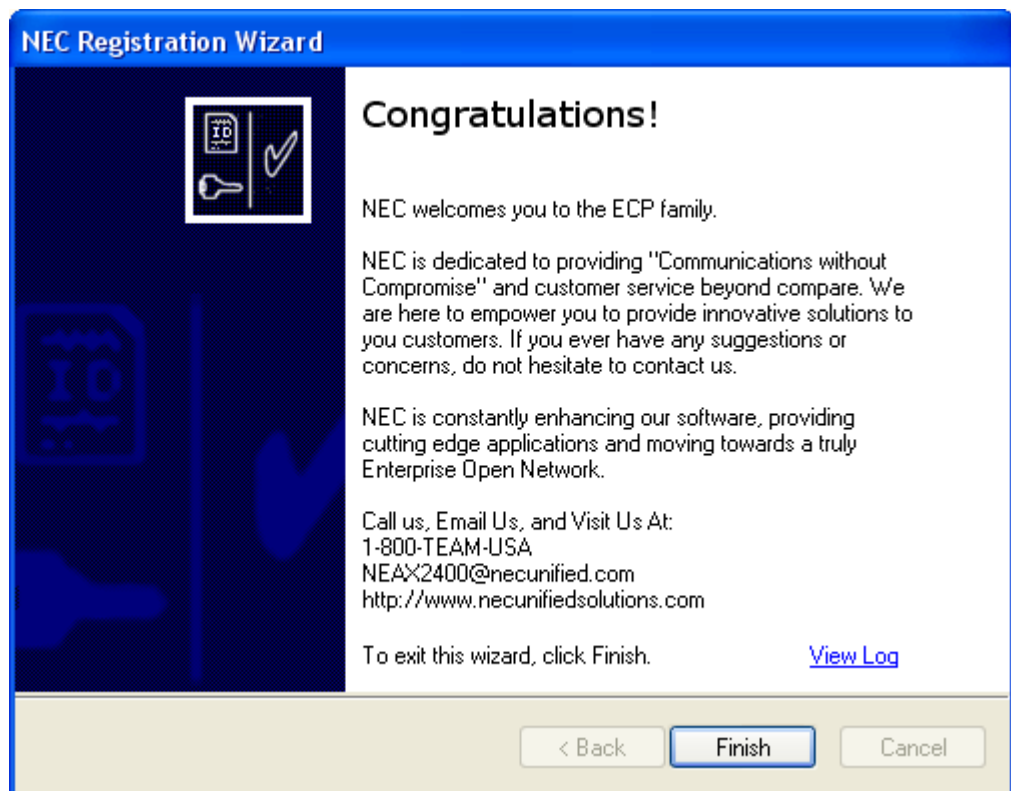 NEC Registration Wizard
ID
ID
Congratulations!
NEC welcomes you to the ECP family.
NEC is dedicated to providing "Communications without
Compromise" and customer service beyond compare. We
are here to empower you to provide innovative solutions to
you customers. If you ever have any suggestions or
concerns, do not hesitate to contact us.
NEC is constantly enhancing our software, providing
cutting edge applications and moving towards a truly
Enterprise Open Network.
Call us, Email Us, and Visit Us At:
1-800-TEAM-USA
NEAX2400@necunified.com
http://www.necunifiedsolutions.com
To exit this wizard, click Finish. View Log
< Back Finish Cancel